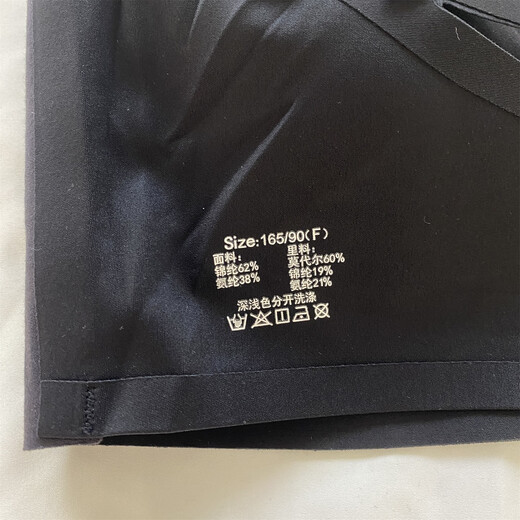 Size:165/90(F)
面料： 里料：
锦纶62% 莫代尔60%
氨纶38% 锦纶19%
氨纶21%
深浅色分开洗涤